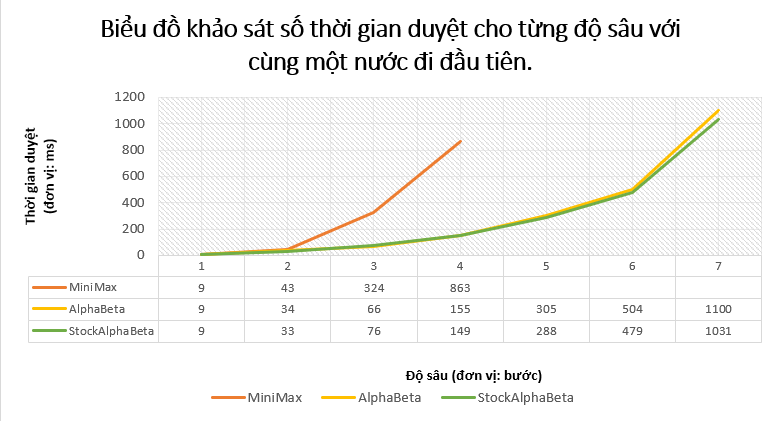 Biểu đồ khảo sát số thời gian duyệt cho từng độ sâu với
cùng một nước đi đầu tiên.
Thời gian duyệt
(đơn vị: ms)
1200
1000
800
600
400
200
0
1 2 3 4 5 6 7
MiniMax 9 43 324 863
AlphaBeta 9 34 66 155 305 504 1100
StockAlphaBeta 9 33 76 149 288 479 1031
Độ sâu (đơn vị: bước)
MiniMax AlphaBeta StockAlphaBeta